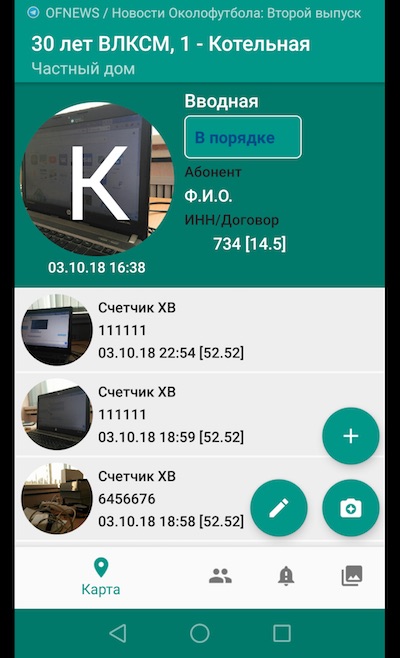 OFNEWS / Новости Околофутбола: Второй выпуск
30 лет ВЛКСМ, 1 - Котельная
Частный дом
Вводная
В порядке
Абонент
Ф.И.О.
ИНН/Договор
734 [14.5]
К
03.10.18 16:38
Счетчик ХВ
111111
03.10.18 22:54 [52.52]
Счетчик ХВ
111111
03.10.18 18:59 [52.52]
Счетчик ХВ
6456676
03.10.18 18:58 [52.52]
Карта